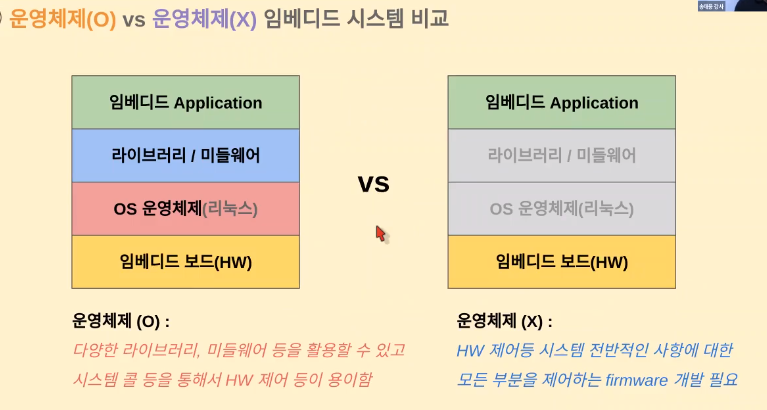 운영체제(O) vs 운영체제(X) 임베디드 시스템 비교
송태웅 강사
임베디드 Application
라이브러리 / 미들웨어
OS 운영체제(리눅스)
임베디드 보드(HW)
vs
임베디드 Application
라이브러리 / 미들웨어
OS 운영체제(리눅스)
임베디드 보드(HW)
운영체제 (O) :
다양한 라이브러리, 미들웨어 등을 활용할 수 있고
시스템 콜 등을 통해서 HW 제어 등이 용이함
운영체제 (X) :
HW 제어등 시스템 전반적인 사항에 대한
모든 부분을 제어하는 firmware 개발 필요